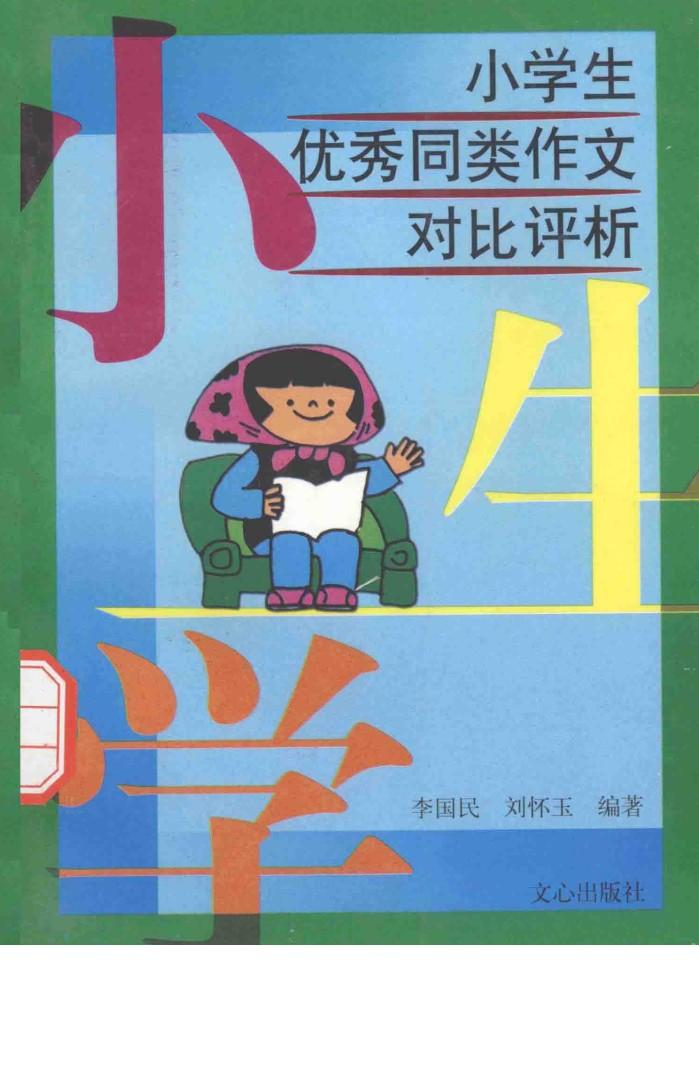 小学生
优秀同类作文
对比评析
小
生
学
李国民 刘怀玉 编著
文心出版社